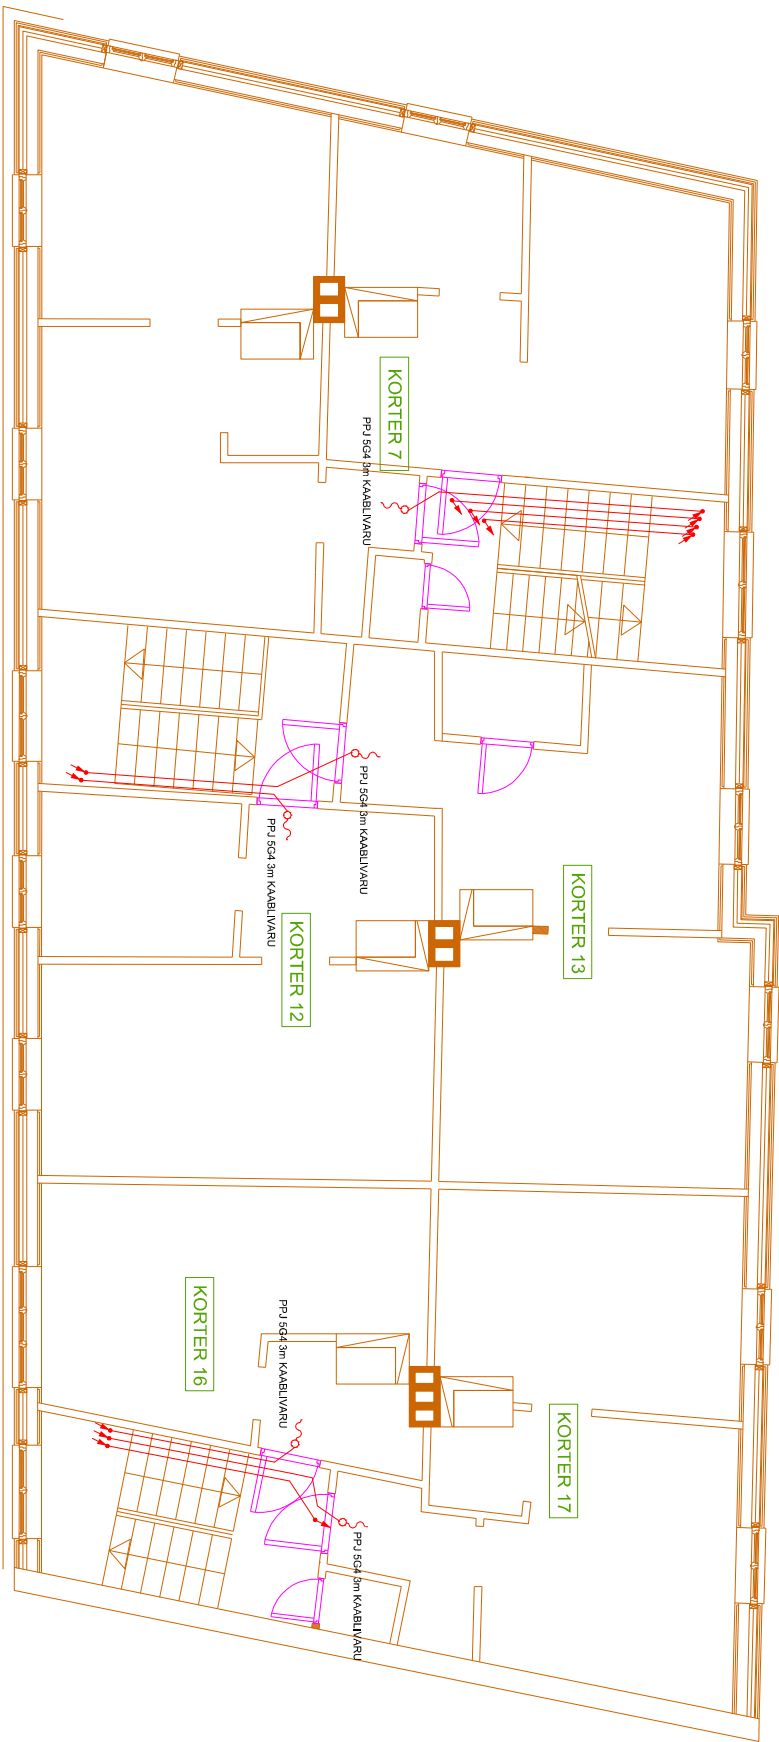 KORTER 7
PPJ 5G4 3m KAABLIVARU
PPJ 5G4 3m KAABLIVARU
PPJ 5G4 3m KAABLIVARU
KORTER 13
KORTER 12
KORTER 16
PPJ 5G4 3m KAABLIVARU
KORTER 17
PPJ 5G4 3m KAABLIVARU